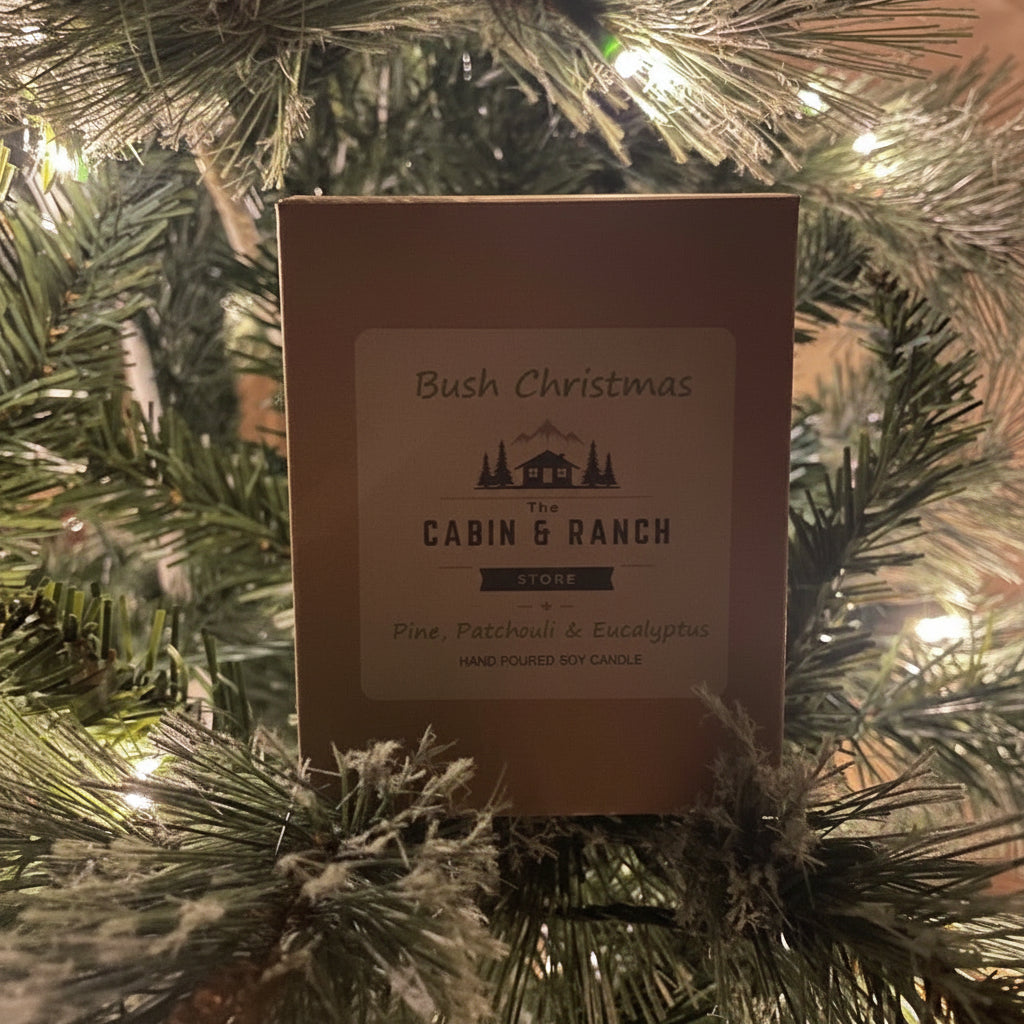 Bush Christmas
The
CABIN & RANCH
STORE
Pine, Patchouli & Eucalyptus
HAND POURED SOY CANDLE